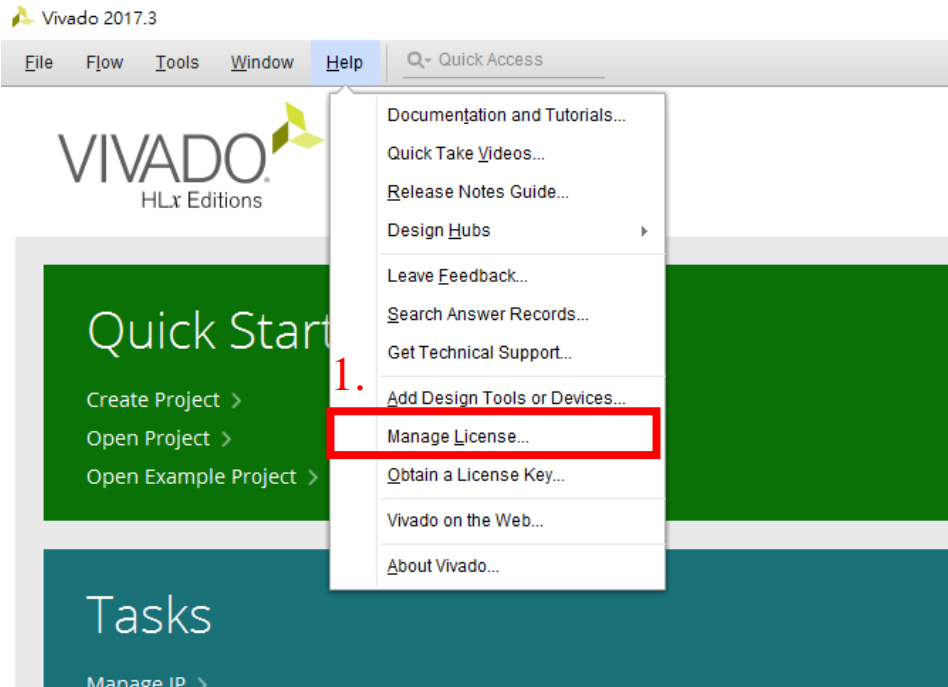 Vivado 2017.3
File Flow Tools Window Help Quick Access
VIVADO.
HLx Editions
Documentation and Tutorials...
Quick Take Videos...
Release Notes Guide...
Design Hubs
Leave Feedback...
Search Answer Records...
Get Technical Support...
Add Design Tools or Devices...
1.
Manage License...
Obtain a License Key...
Vivado on the Web...
About Vivado...
Quick Start
Create Project >
Open Project >
Open Example Project >
Tasks
Manage IP >